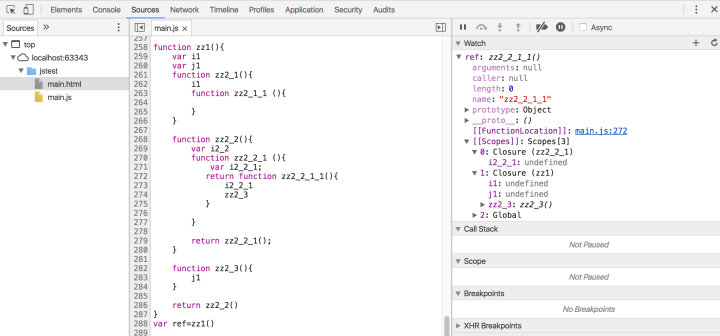 Elements Console Sources Network Timeline Profiles Application Security Audits
Sources »
main.js ×
Async
top
localhost:63343
jstest
main.html
main.js
257
258 function zz1(){
259 var i1
260 var j1
261 function zz2_1(){
262 i1
263 function zz2_1_1 (){
264
265 }
266 }
267
268 function zz2_2(){
269 var i2_2
270 function zz2_2_1 (){
271 var i2_2_1;
272 return function zz2_2_1_1(){
273 i2_2_1
274 zz2_3
275 }
276
277 }
278
279 return zz2_2_1();
280 }
281
282 function zz2_3(){
283 j1
284 }
285
286 return zz2_2()
287 }
288 var ref=zz1()
289
Watch
ref: zz2_2_1_1()
arguments: null
caller: null
length: 0
name: "zz2_2_1_1"
prototype: Object
__proto__: ()
[[FunctionLocation]]: main.js:272
[[Scopes]]: Scopes[3]
0: Closure (zz2_2_1)
i2_2_1: undefined
1: Closure (zz1)
i1: undefined
j1: undefined
zz2_3: zz2_3()
2: Global
Call Stack
Not Paused
Scope
Not Paused
Breakpoints
No Breakpoints
XHR Breakpoints